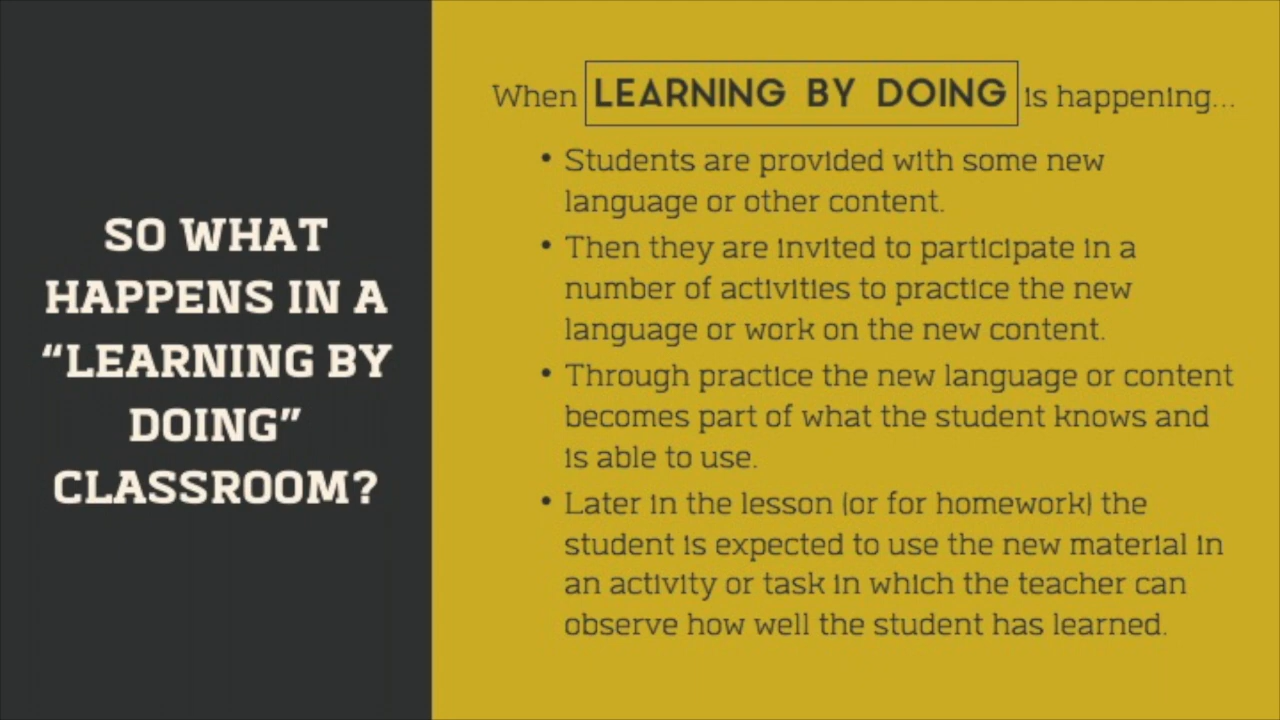 SO WHAT
HAPPENS IN A
“LEARNING BY
DOING”
CLASSROOM?
When LEARNING BY DOING is happening...
• Students are provided with some new
language or other content.
• Then they are invited to participate in a
number of activities to practice the new
language or work on the new content.
• Through practice the new language or content
becomes part of what the student knows and
is able to use.
• Later in the lesson (or for homework) the
student is expected to use the new material in
an activity or task in which the teacher can
observe how well the student has learned.